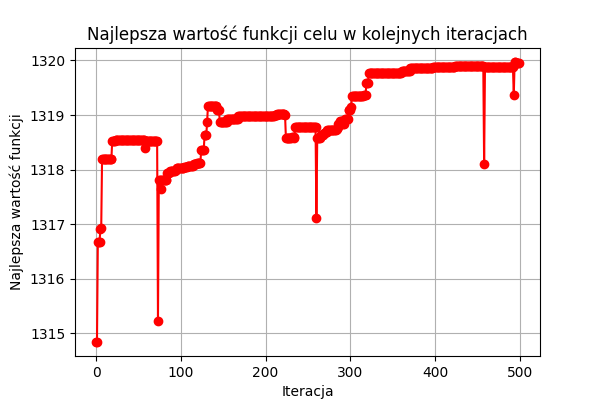 Najlepsza wartość funkcji celu w kolejnych iteracjach
Najlepsza wartość funkcji
1320
1319
1318
1317
1316
1315
0 100 200 300 400 500
Iteracja